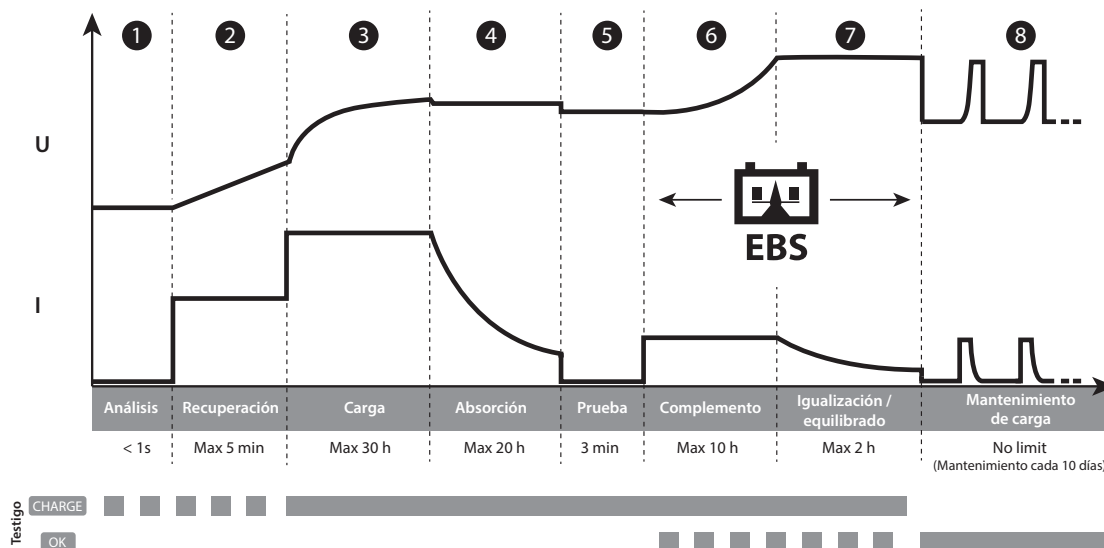 1 2 3 4 5 6 7 8
U
EBS
I
Análisis
Recuperación
Carga
Absorción
Prueba
Complemento
Igualización /
equilibrado
Mantenimiento
de carga
< 1s
Max 5 min
Max 30 h
Max 20 h
3 min
Max 10 h
Max 2 h
No limit
(Mantenimiento cada 10 días)
Testigo
CHARGE
OK